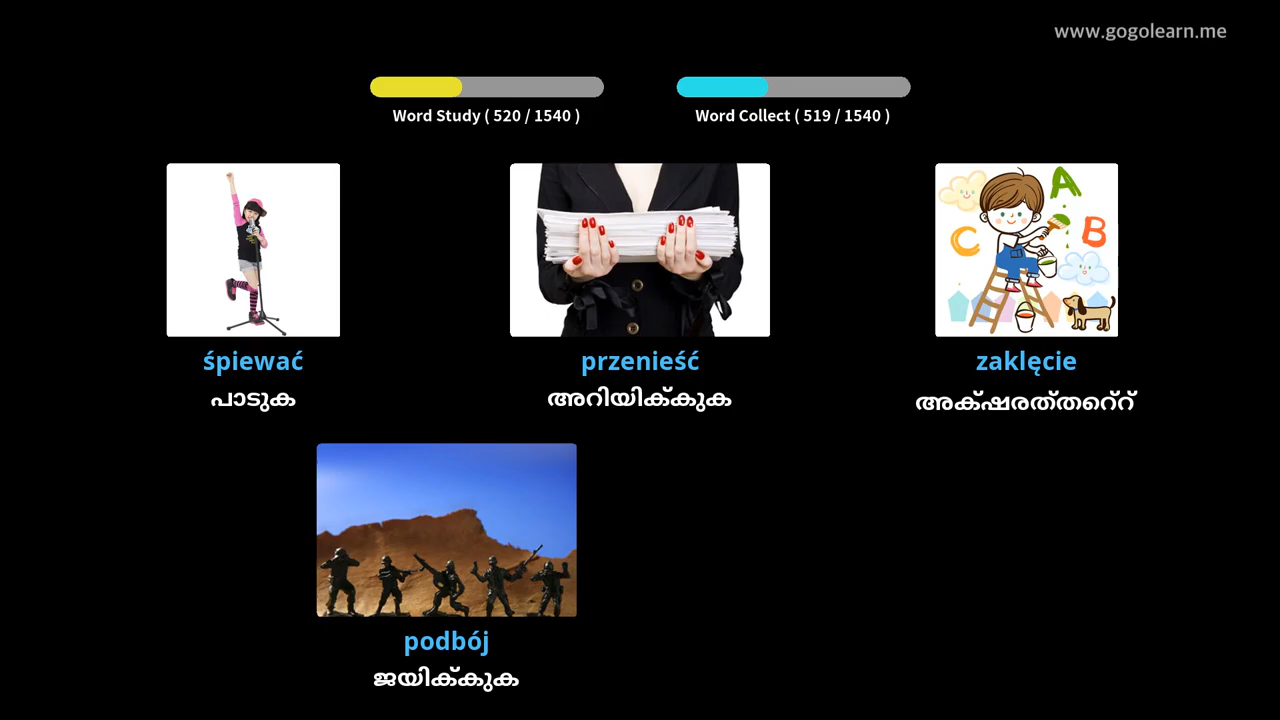 www.gogolearn.me
Word Study ( 520 / 1540 )
Word Collect ( 519 / 1540 )
śpiewać
przenieść
zaklęcie
പാടുക
അറിയിക്കുക
അക്ഷരത്തറ്റെ
podbój
ജയിക്കുക
A
B
C